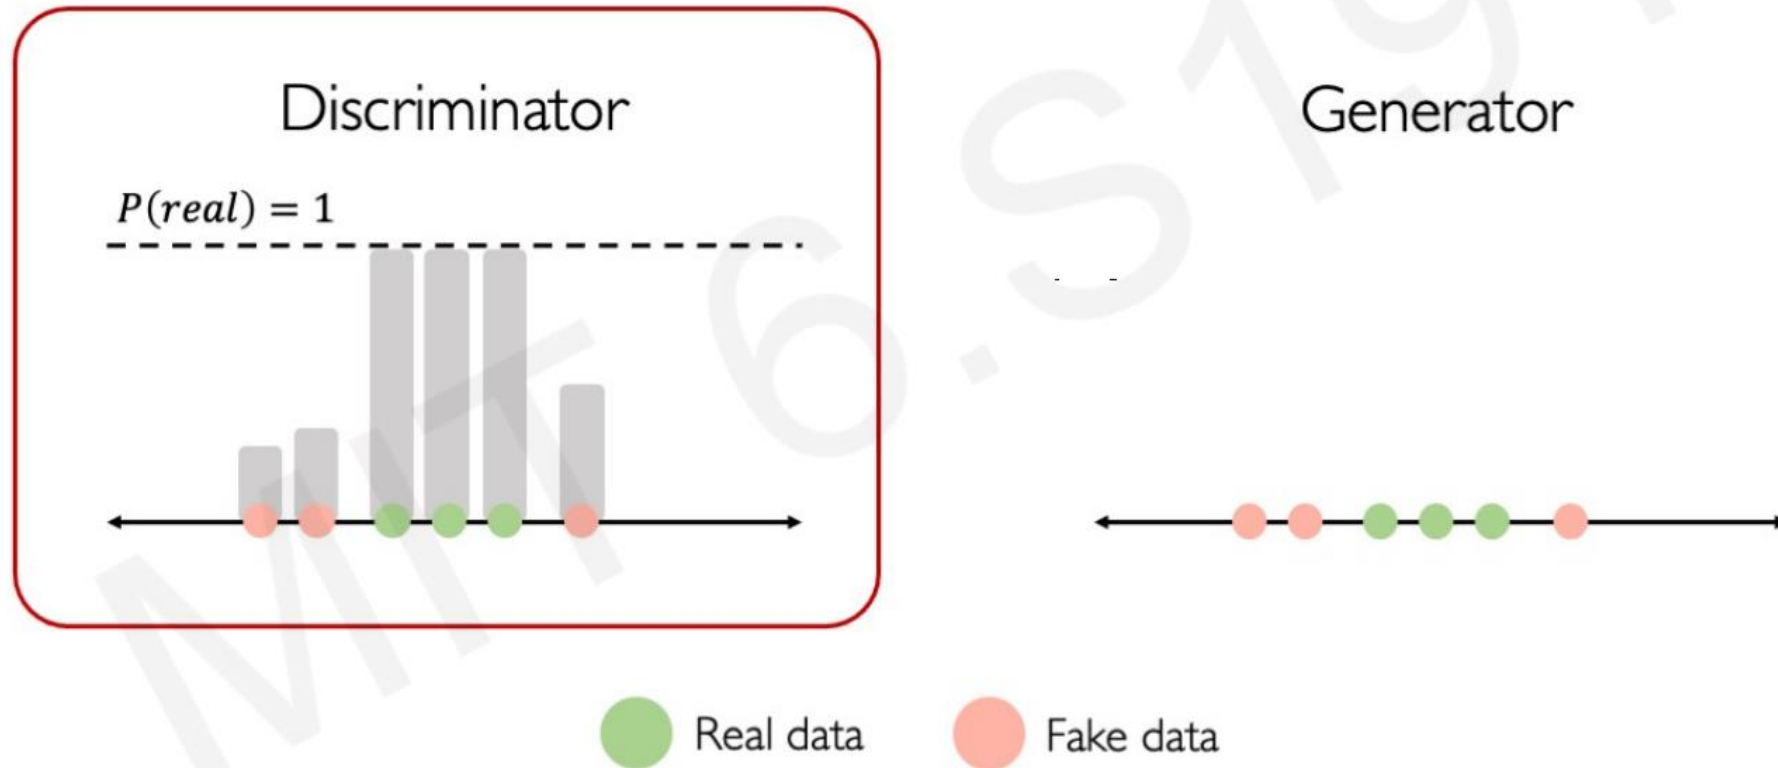 Discriminator
Generator
P(real) = 1
Real data
Fake data
MIT 6.S191